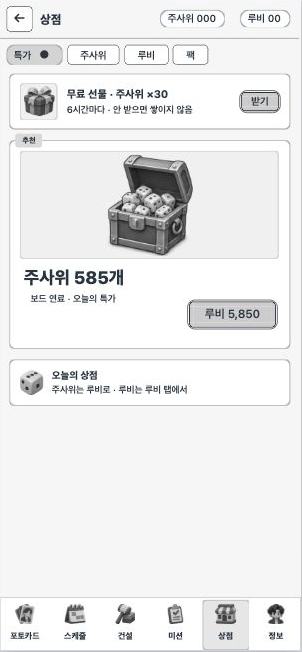 상점
주사위 000
루비 00
특가
주사위
루비
팩
무료 선물 · 주사위 ×30
6시간마다 · 안 받으면 쌓이지 않음
받기
추천
주사위 585개
보드 연료 · 오늘의 특가
루비 5,850
오늘의 상점
주사위는 루비로 · 루비는 루비 탭에서
포토카드
스케줄
건설
미션
상점
정보